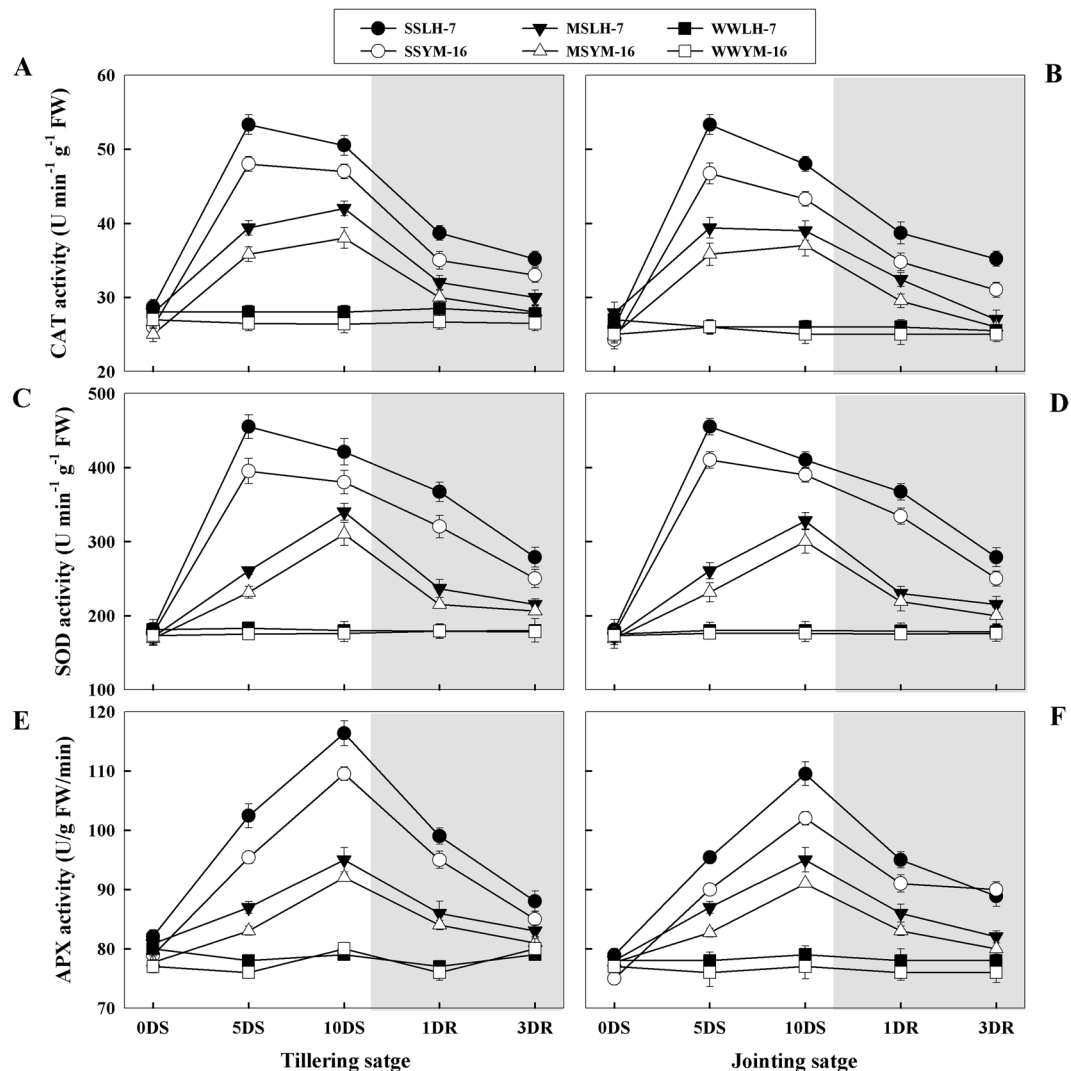 SSLH-7 MSLH-7 WWLH-7
SSYM-16 MSYM-16 WWYM-16
A
B
CAT activity (U min⁻¹ g⁻¹ FW)
60
50
40
30
20
C
D
SOD activity (U min⁻¹ g⁻¹ FW)
500
400
300
200
100
E
F
APX activity (U/g FW/min)
120
110
100
90
80
70
0DS 5DS 10DS 1DR 3DR
0DS 5DS 10DS 1DR 3DR
Tillering satge
Jointing satge